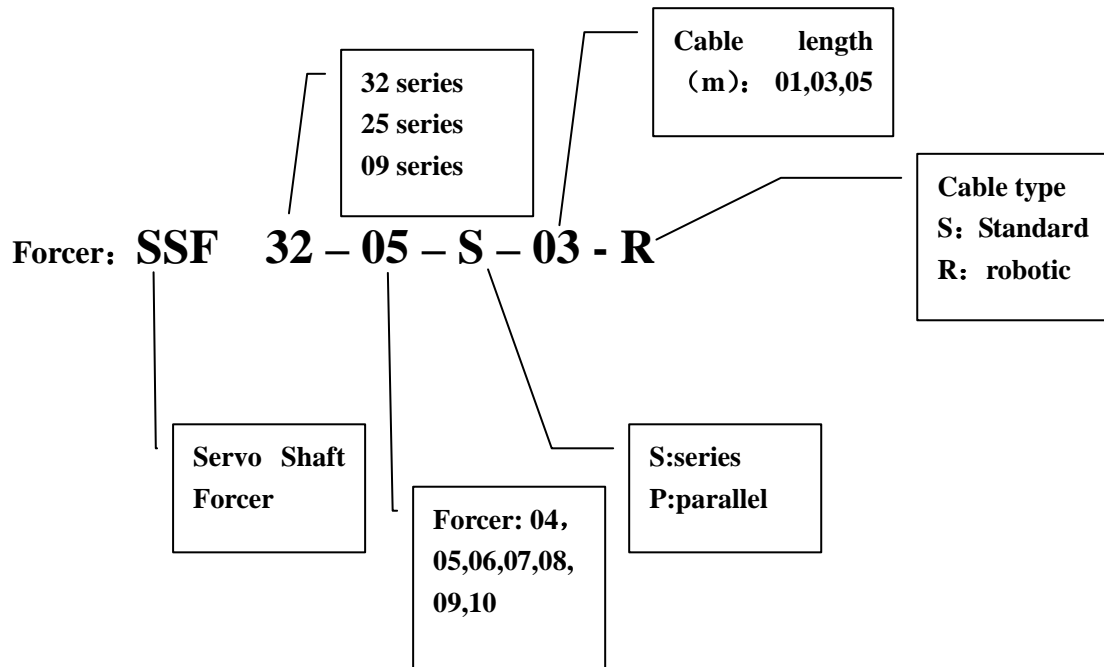 Cable length
（m）： 01,03,05
32 series
25 series
09 series
Cable type
S：Standard
R：robotic
Forcer：SSF 32 – 05 – S – 03 - R
Servo Shaft
Forcer
S:series
P:parallel
Forcer: 04，
05,06,07,08,
09,10